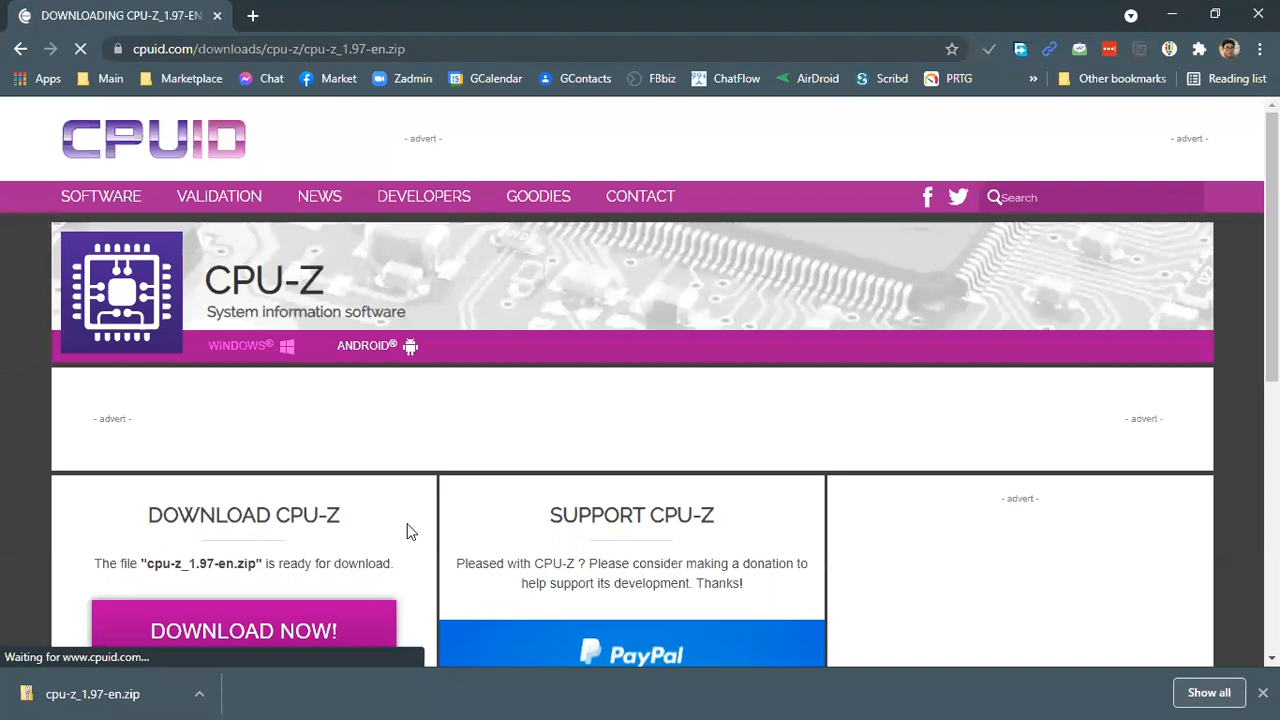 DOWNLOADING CPU-Z_1.97-EN
cpuid.com/downloads/cpu-z/cpu-z_1.97-en.zip
Apps Main Marketplace Chat Market Zadmin GCalendar GContacts FBbiz 99+ ChatFlow AirDroid Scribd PRTG » Other bookmarks Reading list
CPUID
- advert -
- advert -
SOFTWARE VALIDATION NEWS DEVELOPERS GOODIES CONTACT Search
CPU-Z
System information software
WINDOWS® ANDROID®
- advert -
- advert -
DOWNLOAD CPU-Z
The file "cpu-z_1.97-en.zip" is ready for download.
DOWNLOAD NOW!
SUPPORT CPU-Z
Pleased with CPU-Z ? Please consider making a donation to
help support its development. Thanks!
PayPal
- advert -
Waiting for www.cpuid.com...
cpu-z_1.97-en.zip
Show all